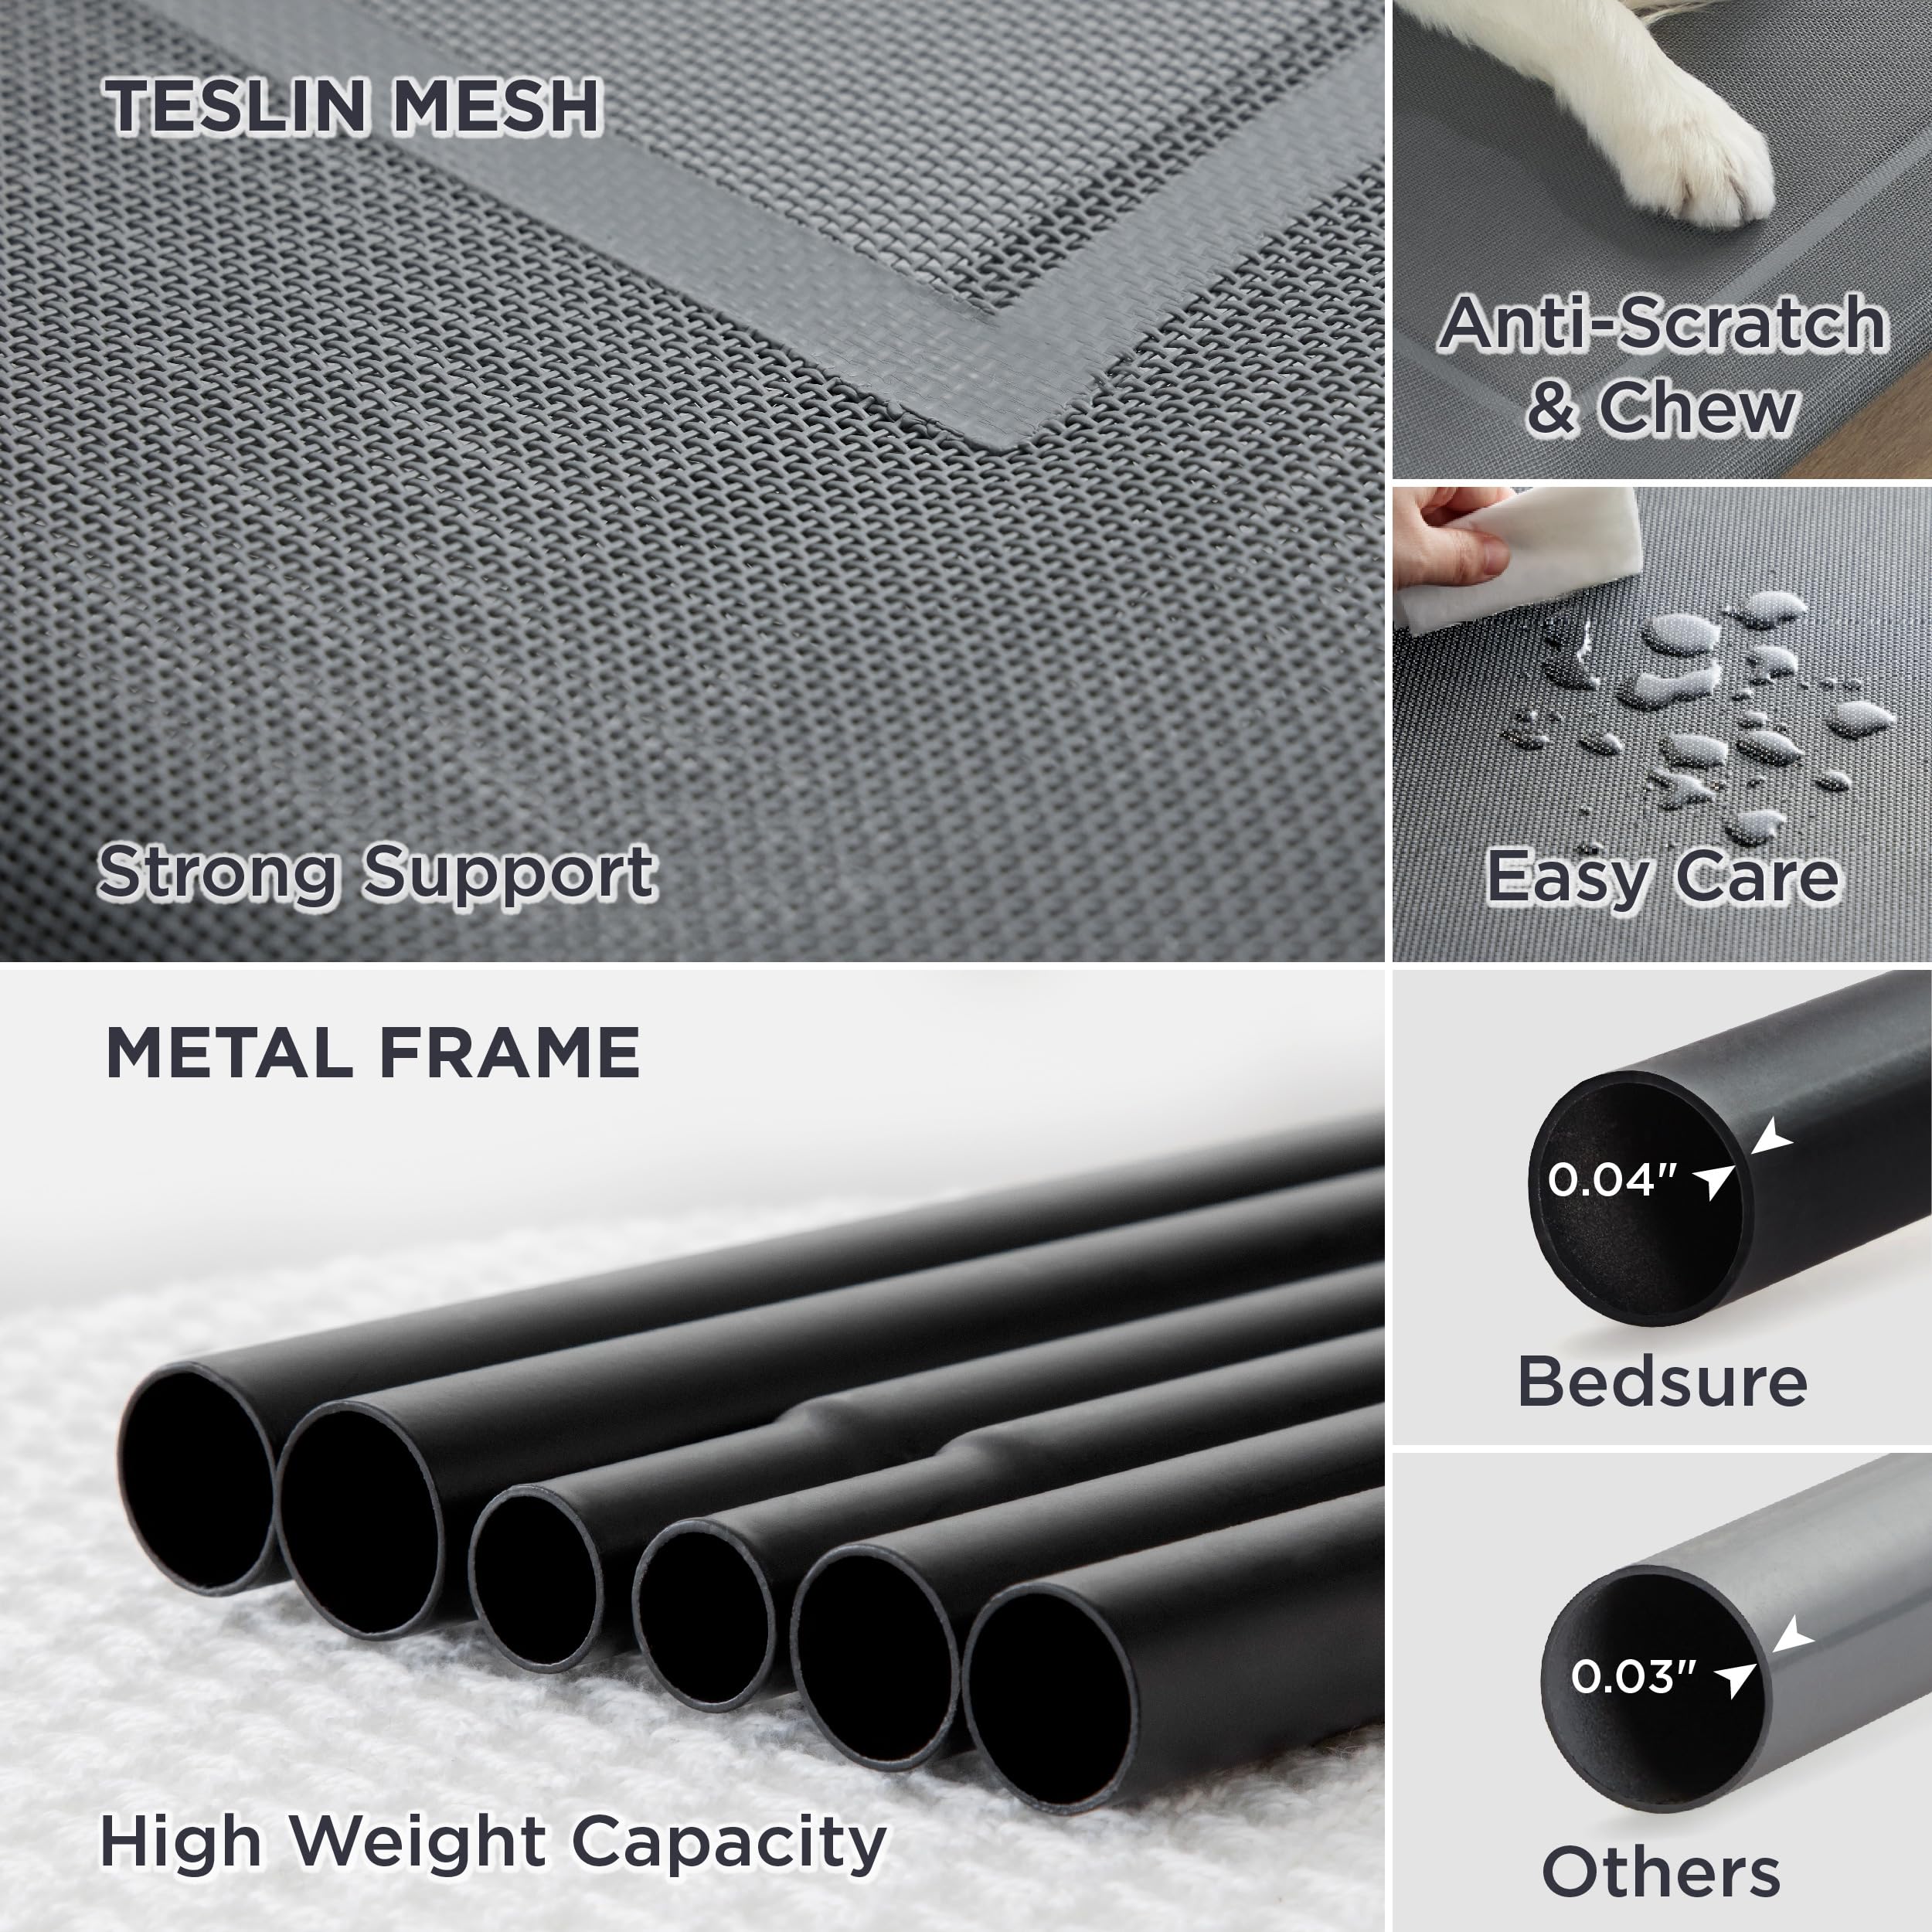 TESLIN MESH
Strong Support
Anti-Scratch
& Chew
Easy Care
METAL FRAME
High Weight Capacity
0.04"
Bedsure
0.03"
Others